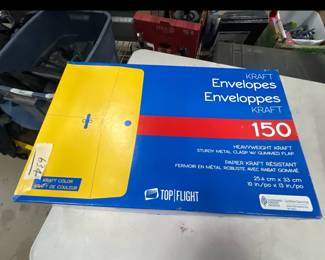 KRAFT
Envelopes
Enveloppes
KRAFT
150
HEAVYWEIGHT KRAFT
STURDY METAL CLASP W/ GUMMED FLAP
PAPIER KRAFT RÉSISTANT
FERMOIR EN MÉTAL ROBUSTE AVEC RABAT GOMMÉ
25.4 cm x 33 cm
10 in/po x 13 in/po
KRAFT COLOR
KRAFT DE COULEUR
TOP FLIGHT